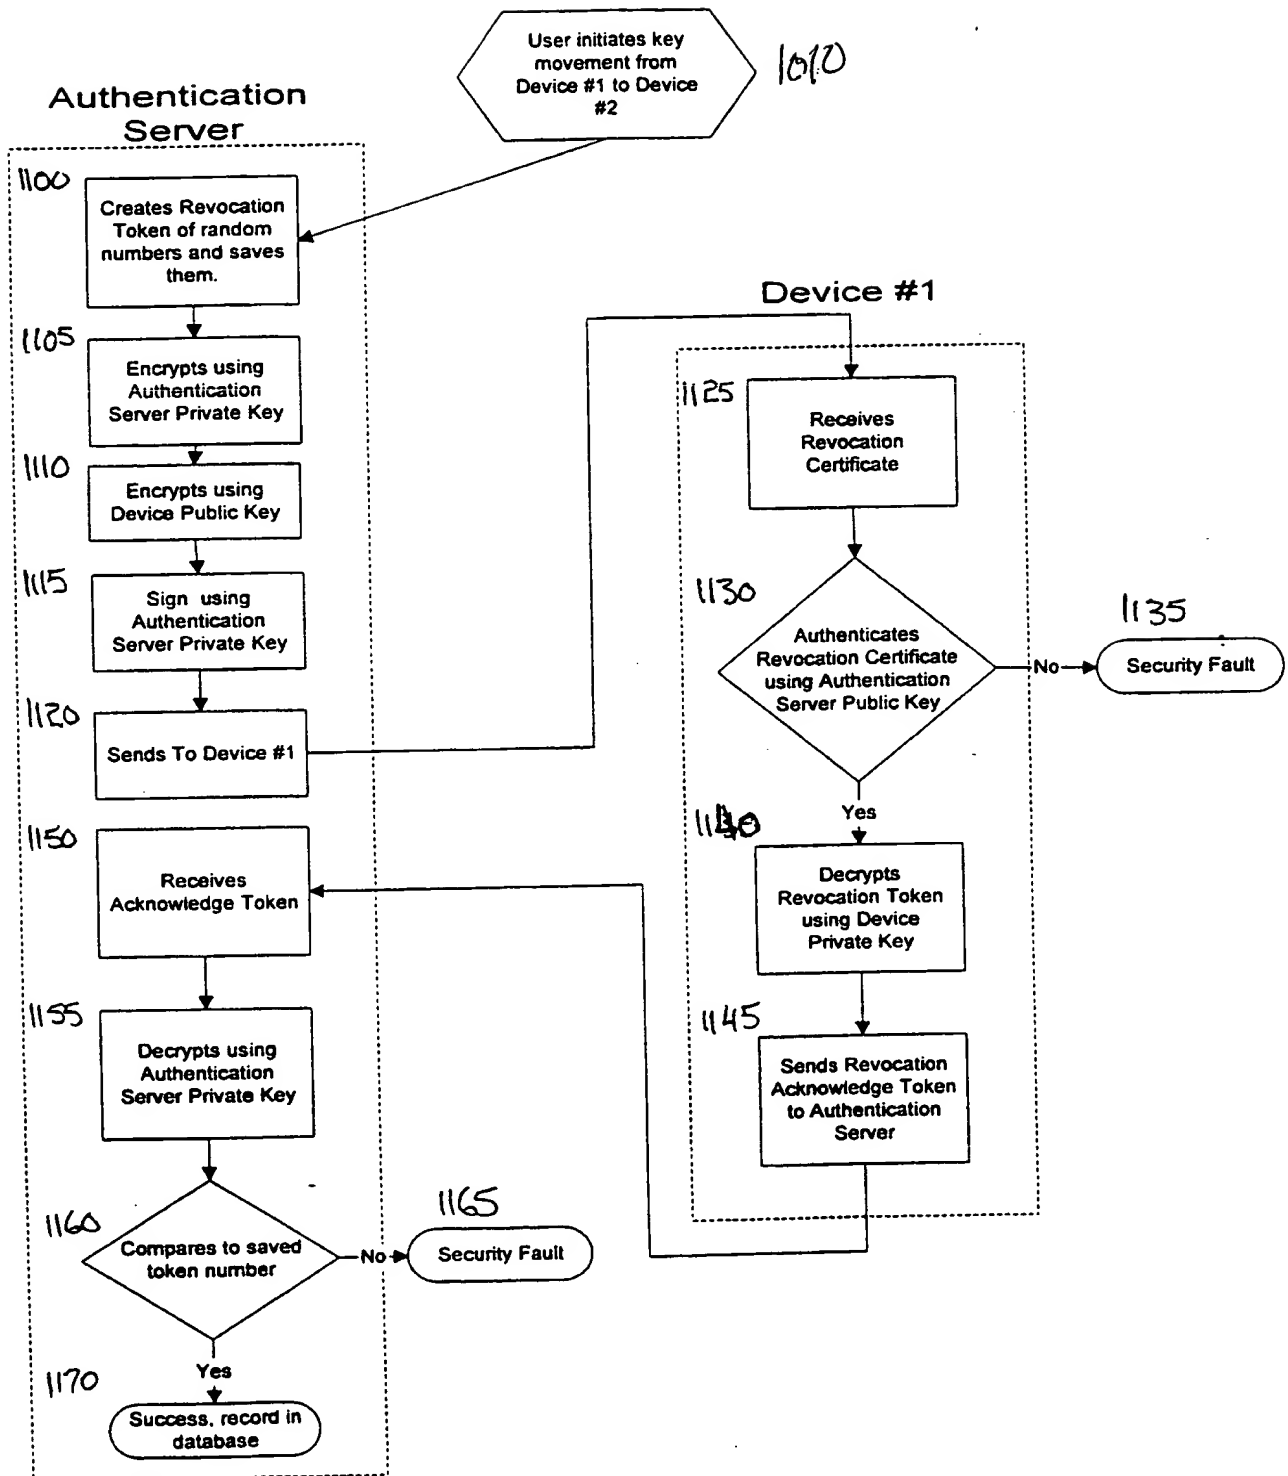 User initiates key
movement from
Device #1 to Device
#2
1010
Authentication
Server
1100
Creates Revocation
Token of random
numbers and saves
them.
1105
Encrypts using
Authentication
Server Private Key
1110
Encrypts using
Device Public Key
1115
Sign using
Authentication
Server Private Key
1120
Sends To Device #1
Device #1
1125
Receives
Revocation
Certificate
1130
Authenticates
Revocation Certificate
using Authentication
Server Public Key
No
1135
Security Fault
Yes
1140
Decrypts
Revocation Token
using Device
Private Key
1145
Sends Revocation
Acknowledge Token
to Authentication
Server
1150
Receives
Acknowledge Token
1155
Decrypts using
Authentication
Server Private Key
1160
Compares to saved
token number
No
1165
Security Fault
Yes
1170
Success, record in
database